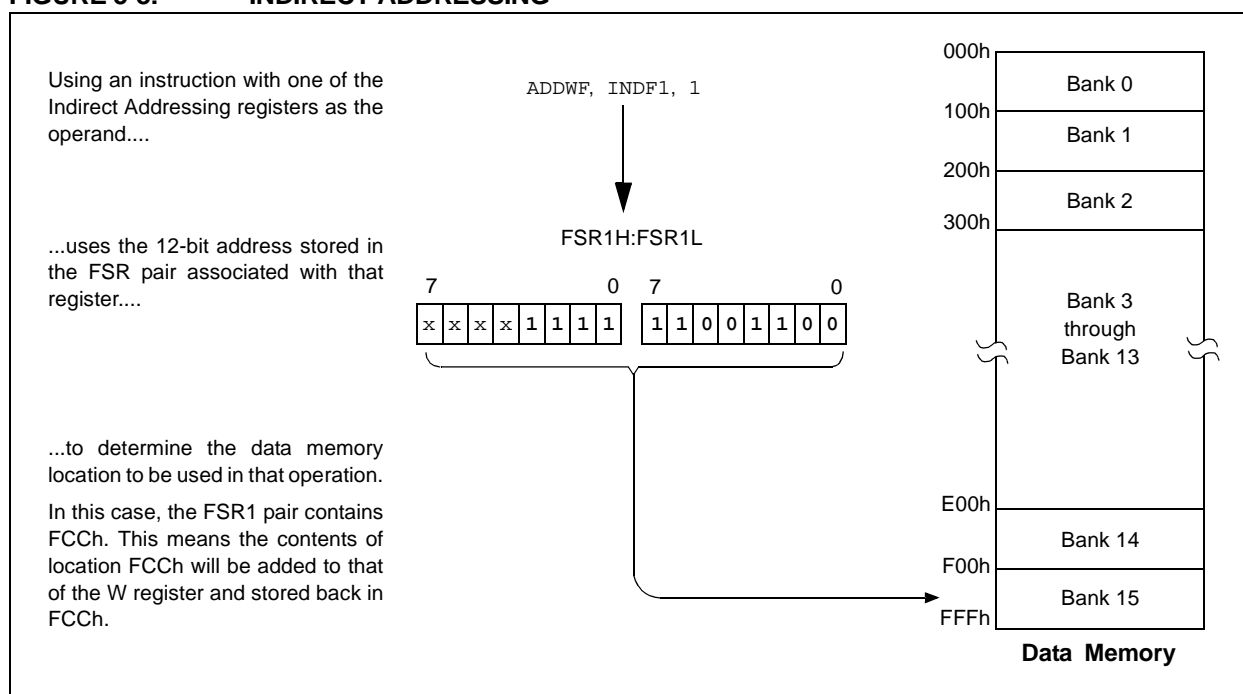 Using an instruction with one of the
Indirect Addressing registers as the
operand....
ADDWF, INDF1, 1
...uses the 12-bit address stored in
the FSR pair associated with that
register....
FSR1H:FSR1L
7 0 7 0
x x x x 1 1 1 1 1 1 0 0 1 1 0 0
...to determine the data memory
location to be used in that operation.
In this case, the FSR1 pair contains
FCCh. This means the contents of
location FCCh will be added to that
of the W register and stored back in
FCCh.
000h
Bank 0
100h
Bank 1
200h
Bank 2
300h
Bank 3
through
Bank 13
E00h
Bank 14
F00h
Bank 15
FFFh
Data Memory